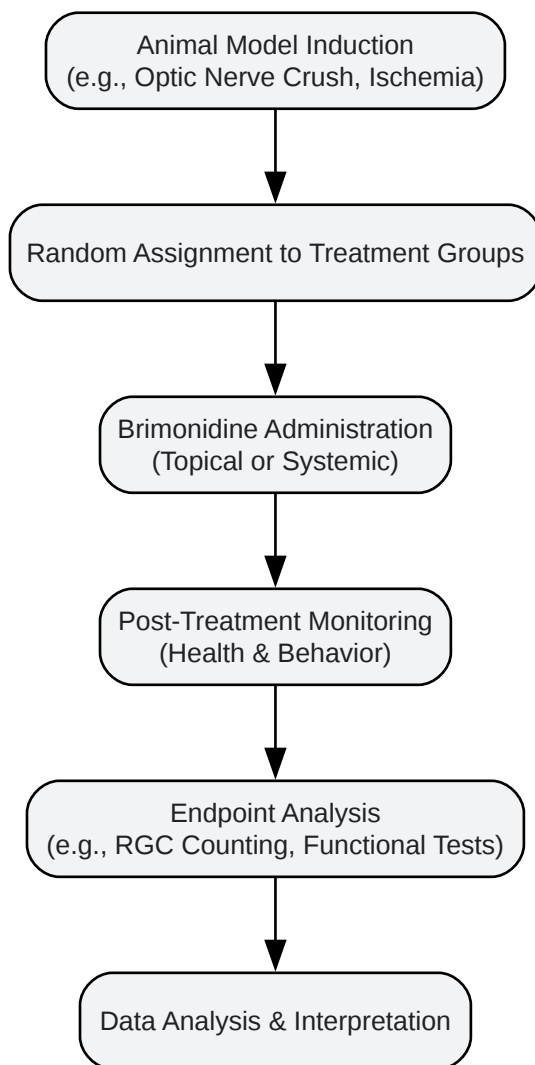 Animal Model Induction
(e.g., Optic Nerve Crush, Ischemia)
Random Assignment to Treatment Groups
Brimonidine Administration
(Topical or Systemic)
Post-Treatment Monitoring
(Health & Behavior)
Endpoint Analysis
(e.g., RGC Counting, Functional Tests)
Data Analysis & Interpretation